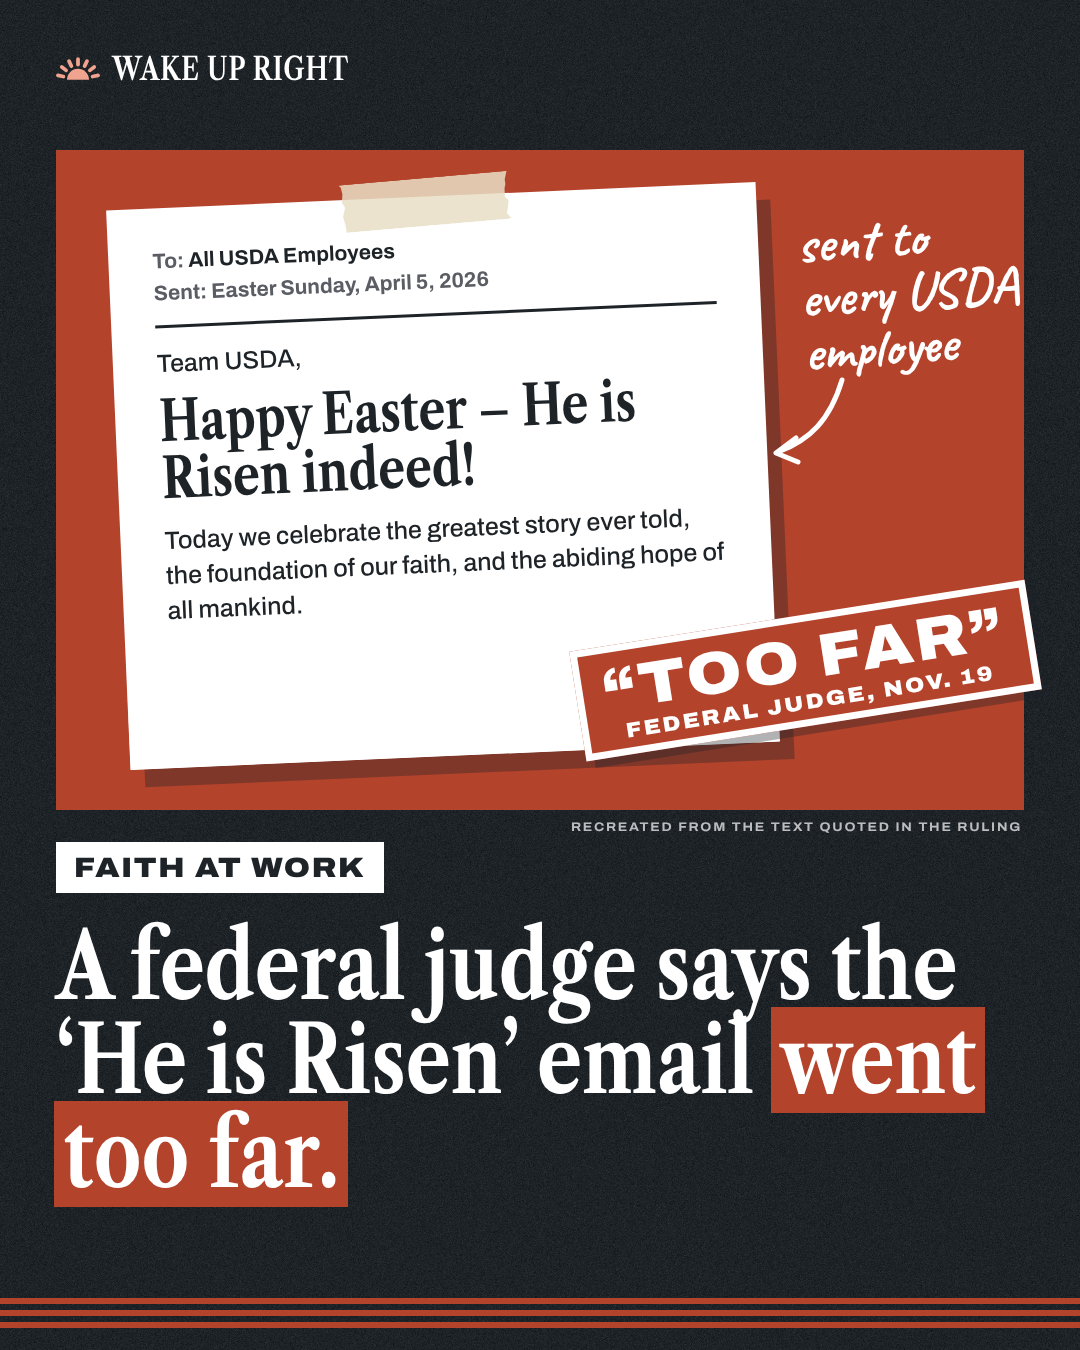 WAKE UP RIGHT
To: All USDA Employees
Sent: Easter Sunday, April 5, 2026
Team USDA,
Happy Easter – He is
Risen indeed!
Today we celebrate the greatest story ever told,
the foundation of our faith, and the abiding hope of
all mankind.
sent to
every USDA
employee
“TOO FAR”
FEDERAL JUDGE, NOV. 19
RECREATED FROM THE TEXT QUOTED IN THE RULING
FAITH AT WORK
A federal judge says the
‘He is Risen’ email went
too far.